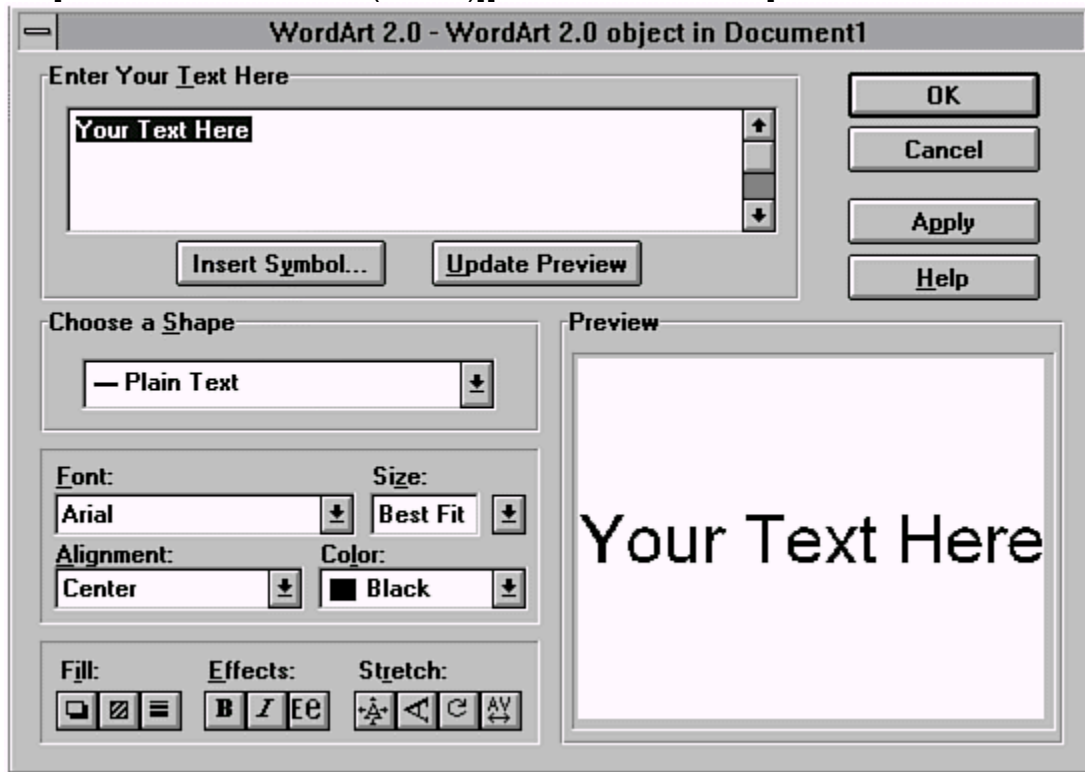 WordArt 2.0 - WordArt 2.0 object in Document1
Enter Your Text Here
Your Text Here
Insert Symbol...
Update Preview
OK
Cancel
Apply
Help
Choose a Shape
— Plain Text
Font:
Size:
Arial
Best Fit
Alignment:
Color:
Center
Black
Fill:
Effects:
Stretch:
B
I
Ee
A
A
AV
Preview
Your Text Here